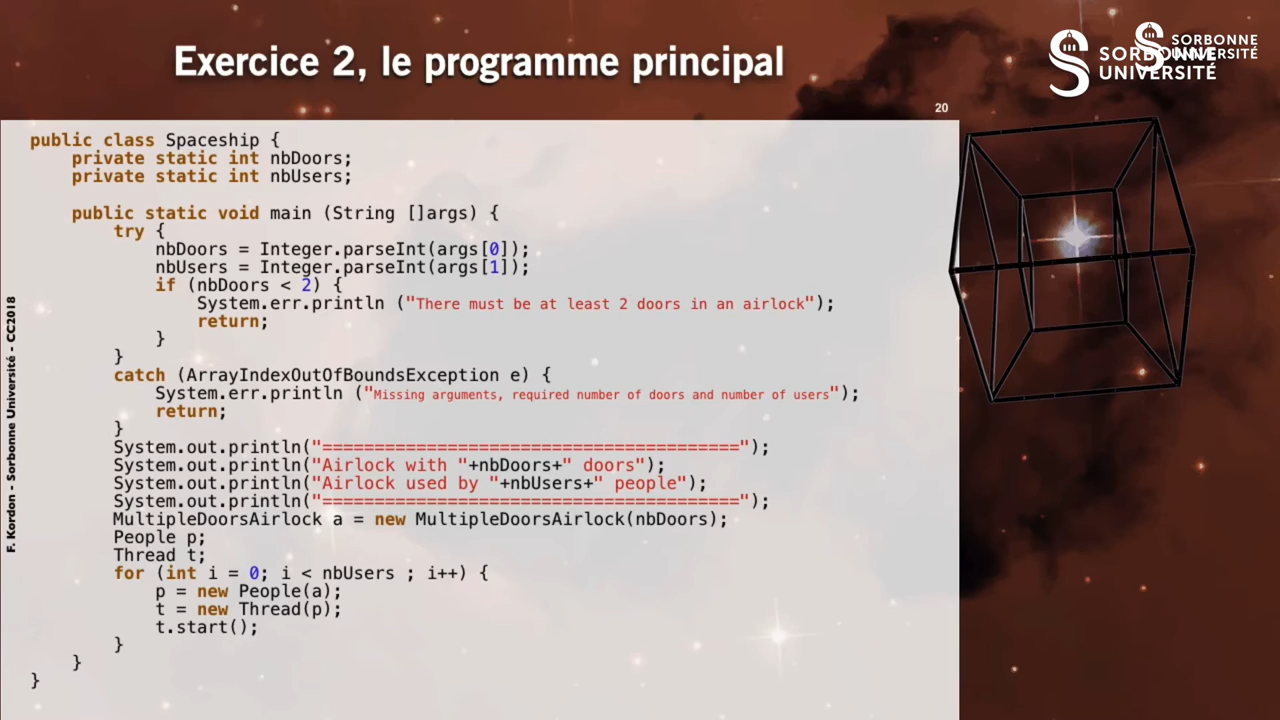 Exercice 2, le programme principal
SORBONNE
UNIVERSITÉ
SORBONNE
UNIVERSITÉ
20
public class Spaceship {
    private static int nbDoors;
    private static int nbUsers;
    public static void main (String []args) {
        try {
            nbDoors = Integer.parseInt(args[0]);
            nbUsers = Integer.parseInt(args[1]);
            if (nbDoors < 2) {
                System.err.println ("There must be at least 2 doors in an airlock");
                return;
            }
        }
        catch (ArrayIndexOutOfBoundsException e) {
            System.err.println ("Missing arguments, required number of doors and number of users");
            return;
        }
        System.out.println("========================================");
        System.out.println("Airlock with "+nbDoors+" doors");
        System.out.println("Airlock used by "+nbUsers+" people");
        System.out.println("========================================");
        MultipleDoorsAirlock a = new MultipleDoorsAirlock(nbDoors);
        People p;
        Thread t;
        for (int i = 0; i < nbUsers ; i++) {
            p = new People(a);
            t = new Thread(p);
            t.start();
        }
    }
}
F. Kordon - Sorbonne Université - CC2018